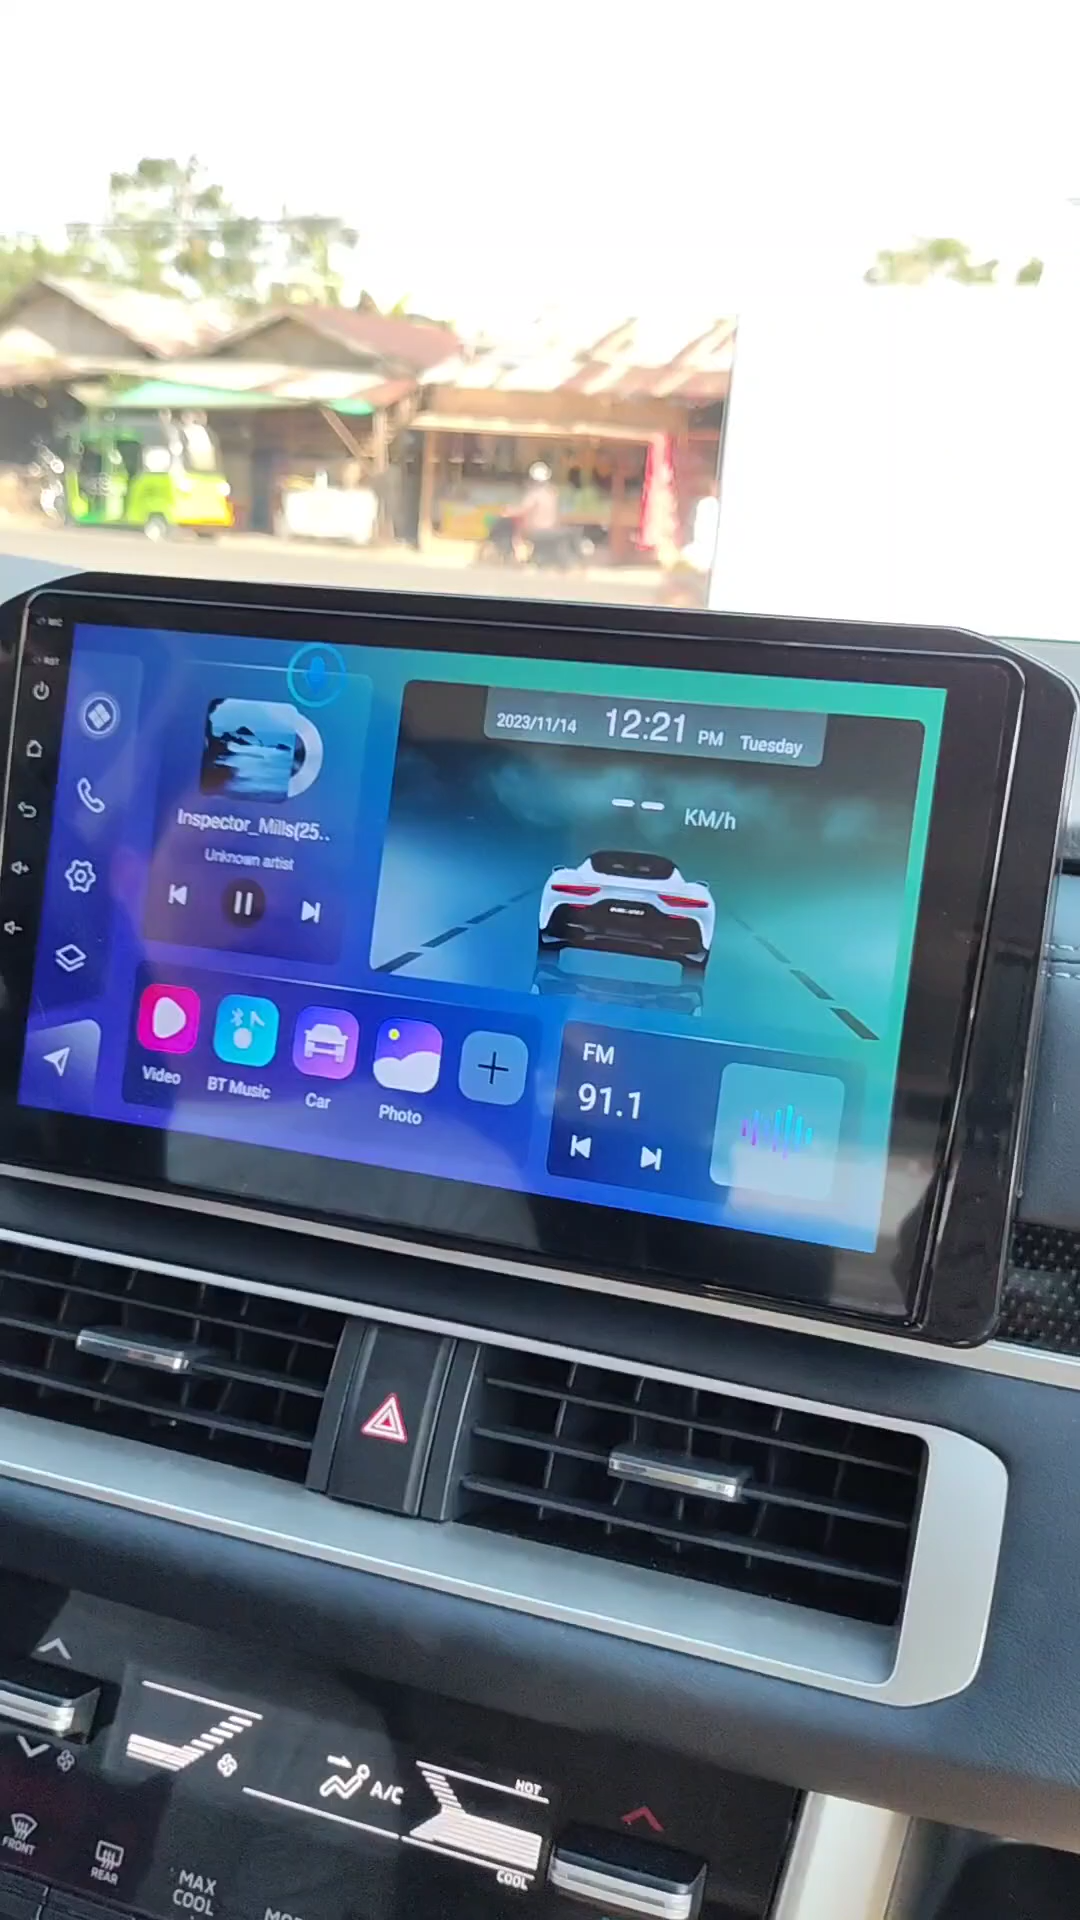 MIC
RST
2023/11/14 12:21 PM Tuesday
KM/h
Inspector_Mills(25..
Unknown artist
Video
BT Music
Car
Photo
FM
91.1
A/C
HOT
COOL
FRONT
REAR
MAX
COOL